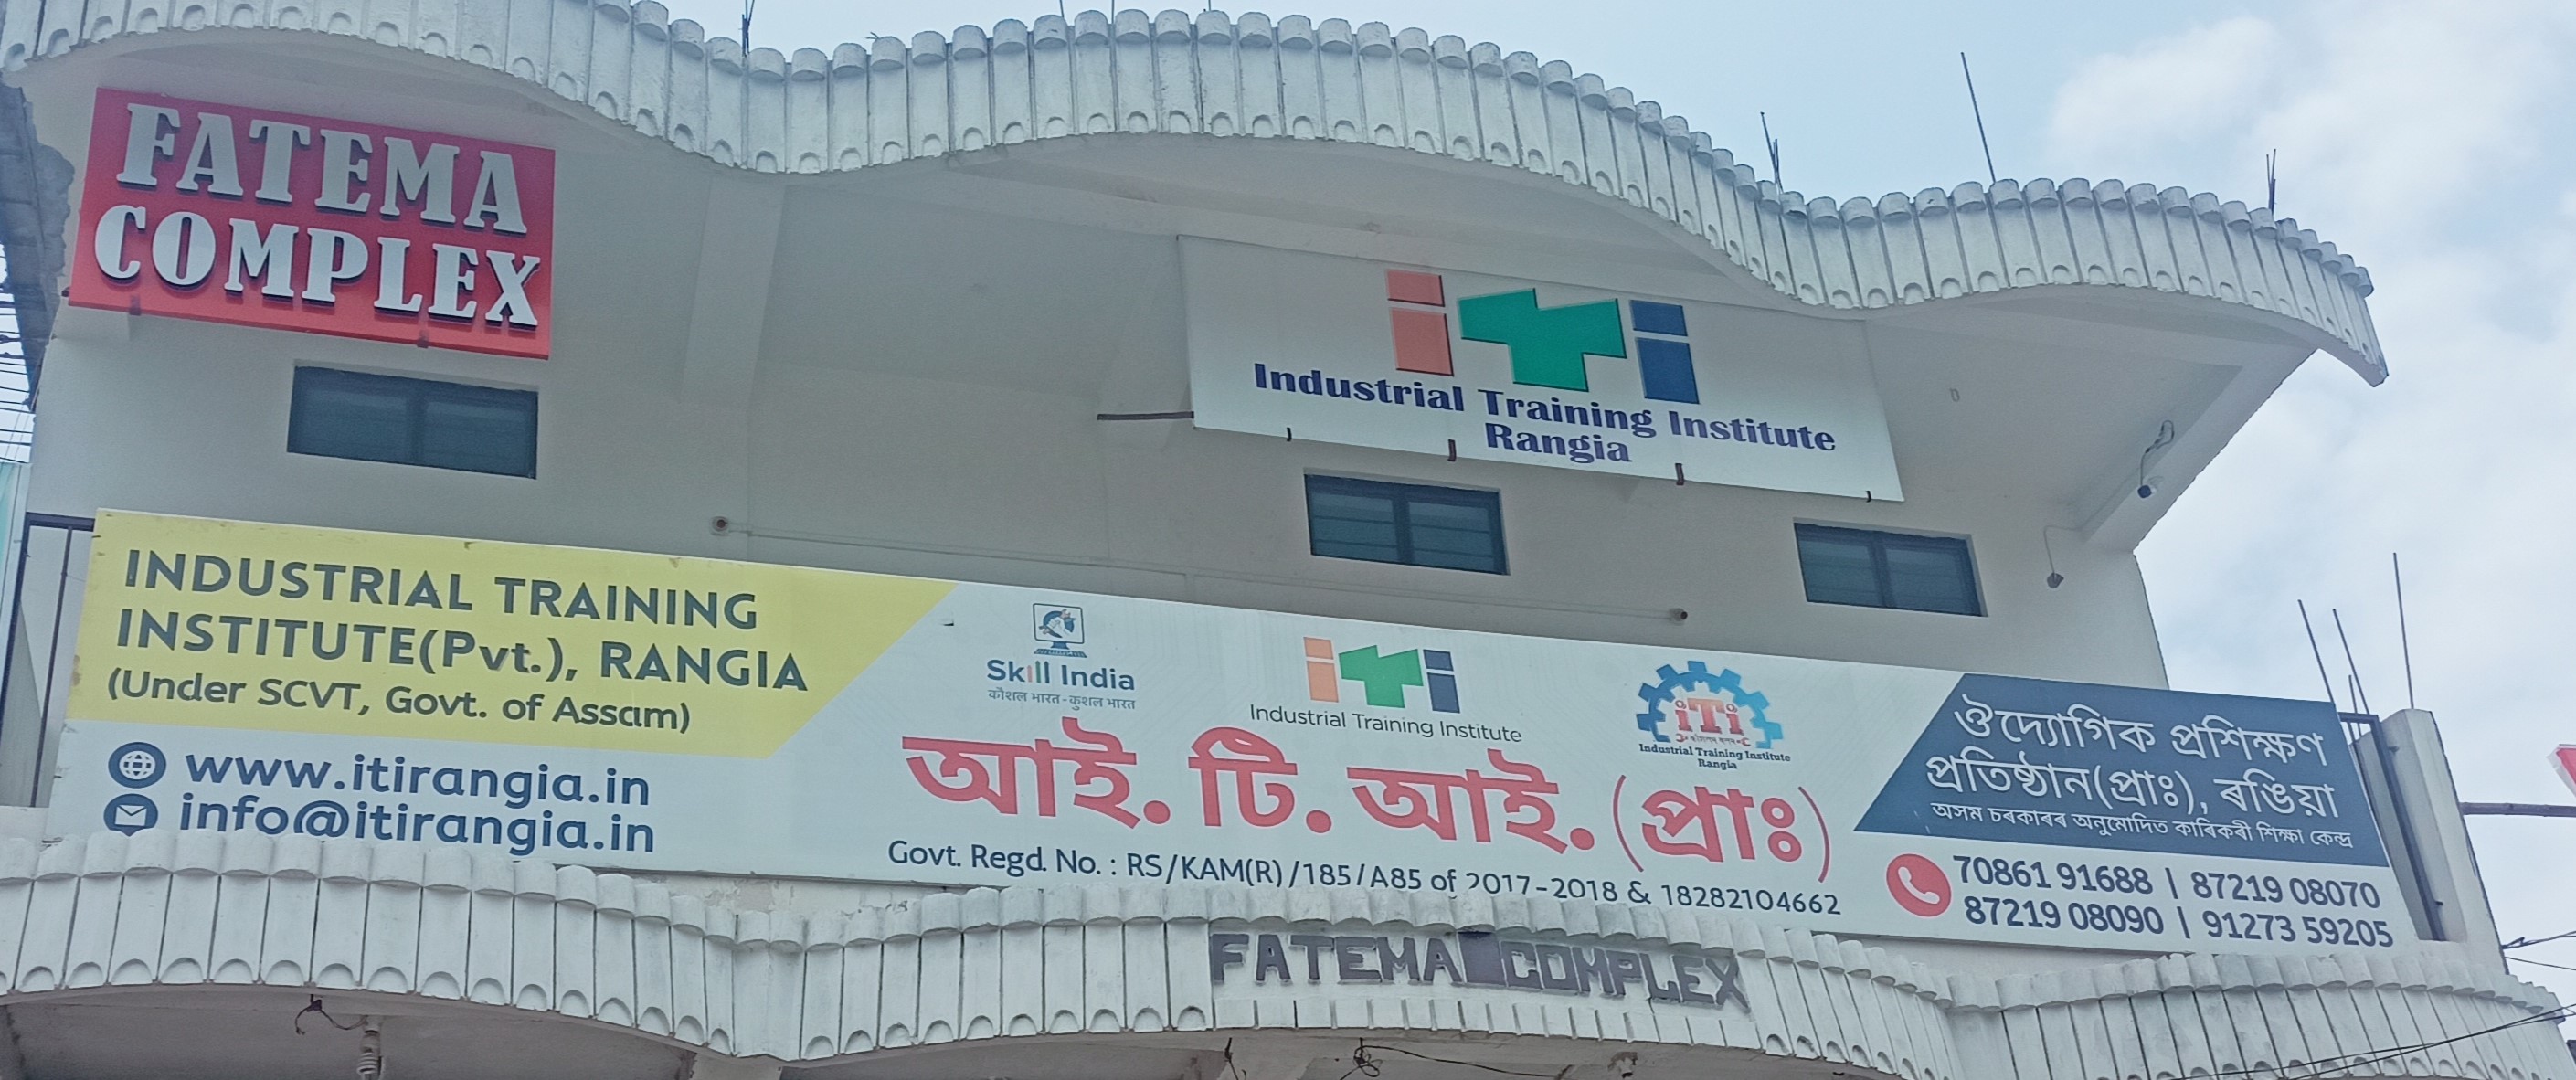 FATEMA
COMPLEX
iTi
Industrial Training Institute
Rangia
INDUSTRIAL TRAINING
INSTITUTE(Pvt.), RANGIA
(Under SCVT, Govt. of Assam)
www.itirangia.in
info@itirangia.in
Skill India
कौशल भारत - कुशल भारत
iTi
Industrial Training Institute
iTi
Industrial Training Institute
Rangia
আই. টি. আই. (প্রাঃ)
Govt. Regd. No. : RS/KAM(R)/185/A85 of 2017-2018 & 18282104662
ঔদ্যোগিক প্ৰশিক্ষণ
প্ৰতিষ্ঠান(প্ৰাঃ), ৰঙিয়া
অসম চৰকাৰৰ অনুমোদিত কাৰিকৰী শিক্ষা কেন্দ্ৰ
70861 91688 | 87219 08070
87219 08090 | 91273 59205
FATEMA COMPLEX